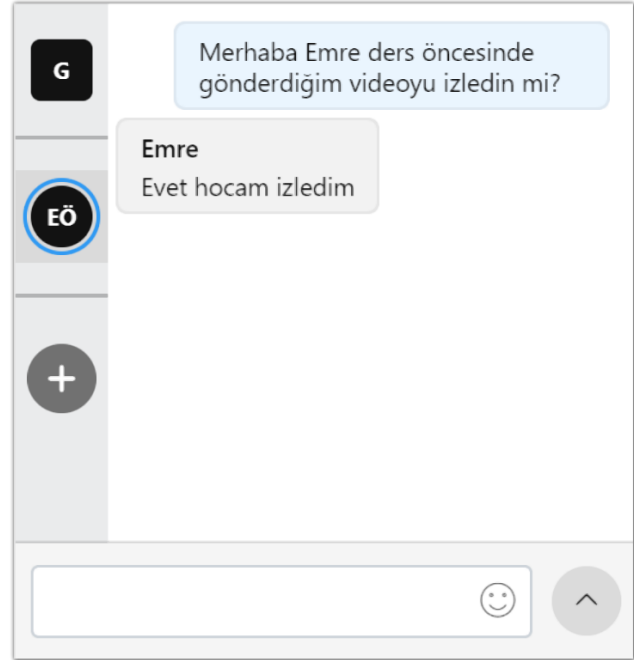 G
Merhaba Emre ders öncesinde
gönderdiğim videoyu izledin mi?
Emre
Evet hocam izledim
EÖ